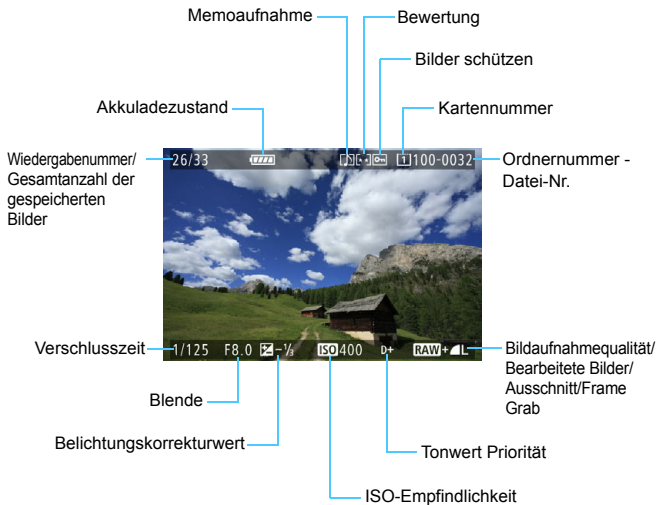 Memoaufnahme
Bewertung
Bilder schützen
Akkuladezustand
Kartennummer
Wiedergabenummer/
Gesamtanzahl der
gespeicherten
Bilder
26/33
1 100-0032
Ordnernummer -
Datei-Nr.
Verschlusszeit
1/125 F8.0 -1/3 ISO 400 D+ RAW+L
Bildaufnahmequalität/
Bearbeitete Bilder/
Ausschnitt/Frame
Grab
Blende
Belichtungskorrekturwert
Tonwert Priorität
ISO-Empfindlichkeit